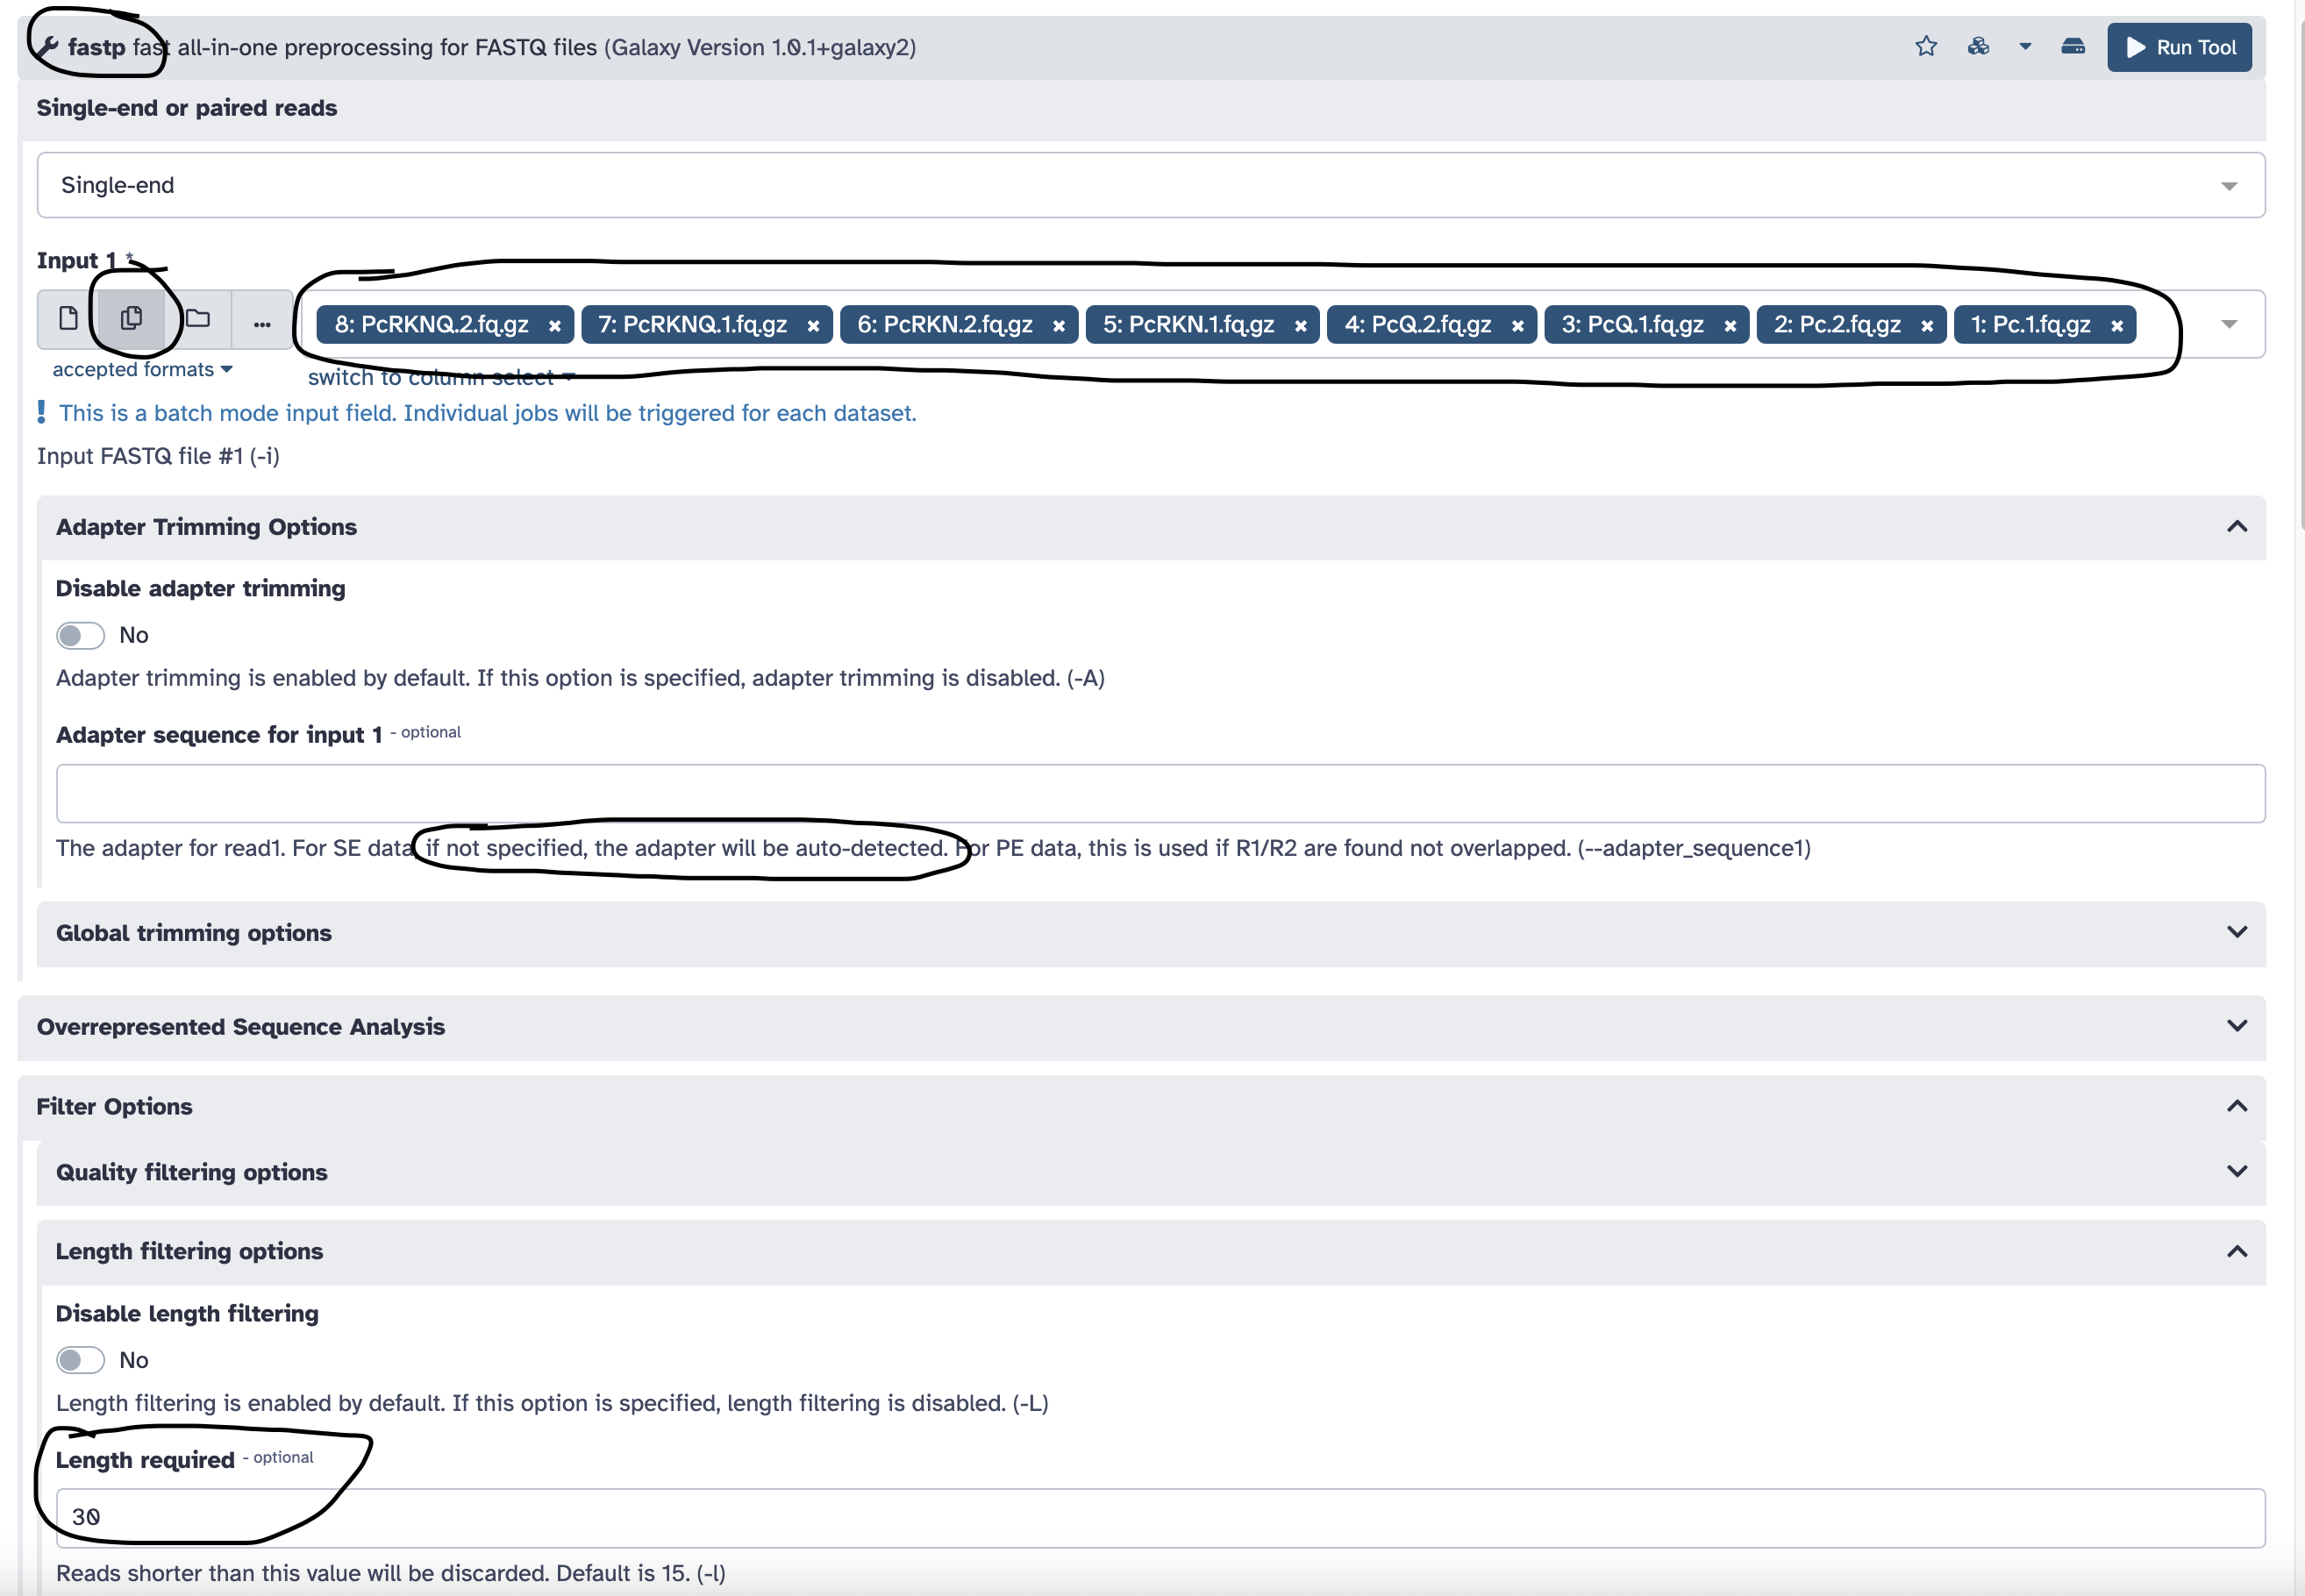 fastp fast all-in-one preprocessing for FASTQ files (Galaxy Version 1.0.1+galaxy2) Run Tool
Single-end or paired reads
Single-end
Input 1 *
... 8: PcRKNQ.2.fq.gz × 7: PcRKNQ.1.fq.gz × 6: PcRKN.2.fq.gz × 5: PcRKN.1.fq.gz × 4: PcQ.2.fq.gz × 3: PcQ.1.fq.gz × 2: Pc.2.fq.gz × 1: Pc.1.fq.gz ×
accepted formats switch to column select
! This is a batch mode input field. Individual jobs will be triggered for each dataset.
Input FASTQ file #1 (-i)
Adapter Trimming Options
Disable adapter trimming
No
Adapter trimming is enabled by default. If this option is specified, adapter trimming is disabled. (-A)
Adapter sequence for input 1 - optional
The adapter for read1. For SE data, if not specified, the adapter will be auto-detected. For PE data, this is used if R1/R2 are found not overlapped. (--adapter_sequence1)
Global trimming options
Overrepresented Sequence Analysis
Filter Options
Quality filtering options
Length filtering options
Disable length filtering
No
Length filtering is enabled by default. If this option is specified, length filtering is disabled. (-L)
Length required - optional
30
Reads shorter than this value will be discarded. Default is 15. (-l)